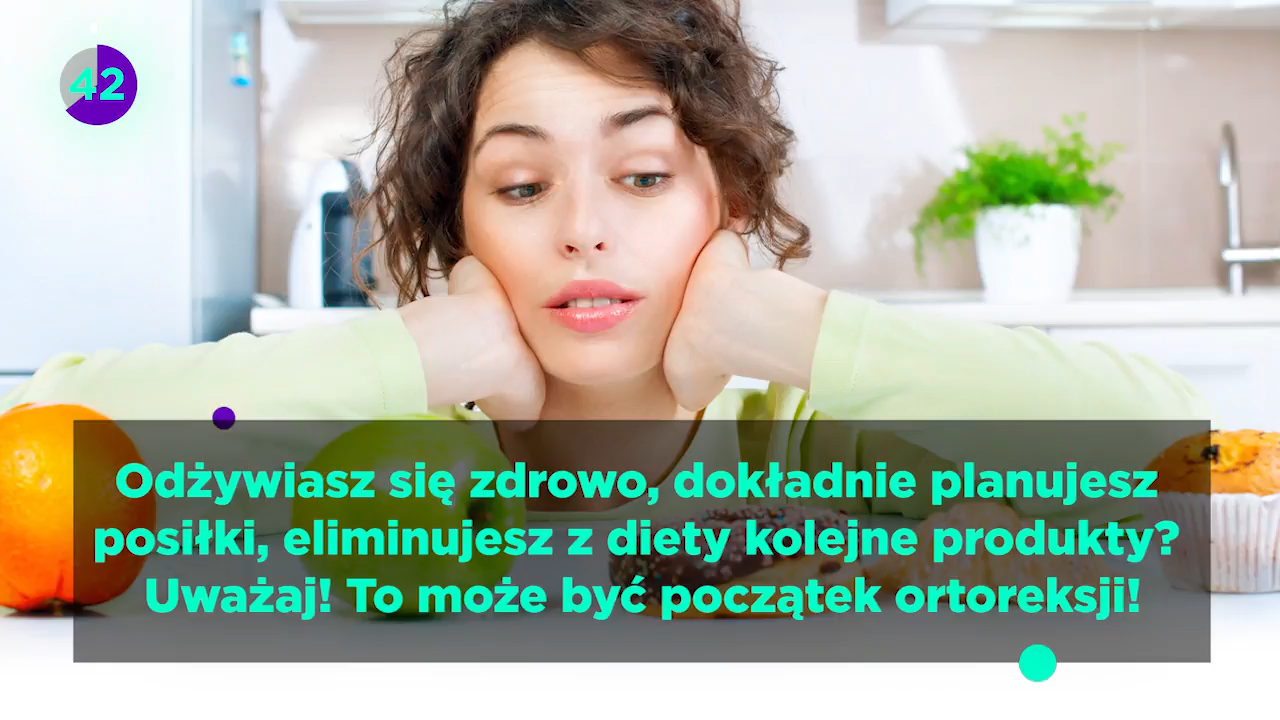 42
Odżywiasz się zdrowo, dokładnie planujesz
posiłki, eliminujesz z diety kolejne produkty?
Uważaj! To może być początek ortoreksji!